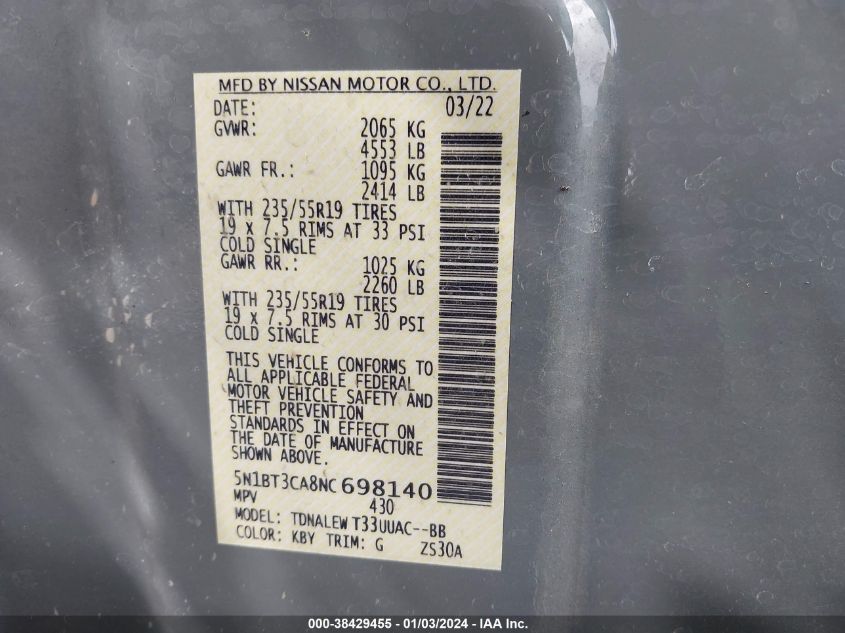 MFD BY NISSAN MOTOR CO., LTD.
DATE: 03/22
GVWR: 2065 KG
4553 LB
GAWR FR.: 1095 KG
2414 LB
WITH 235/55R19 TIRES
19 X 7.5 RIMS AT 33 PSI
COLD SINGLE
GAWR RR.: 1025 KG
2260 LB
WITH 235/55R19 TIRES
19 X 7.5 RIMS AT 30 PSI
COLD SINGLE
THIS VEHICLE CONFORMS TO
ALL APPLICABLE FEDERAL
MOTOR VEHICLE SAFETY AND
THEFT PREVENTION
STANDARDS IN EFFECT ON
THE DATE OF MANUFACTURE
SHOWN ABOVE.
5N1BT3CA8NC698140
MPV 430
MODEL: TDNALEW T33UUAC--BB
COLOR: KBY TRIM: G ZS30A
000-38429455 - 01/03/2024 - IAA Inc.